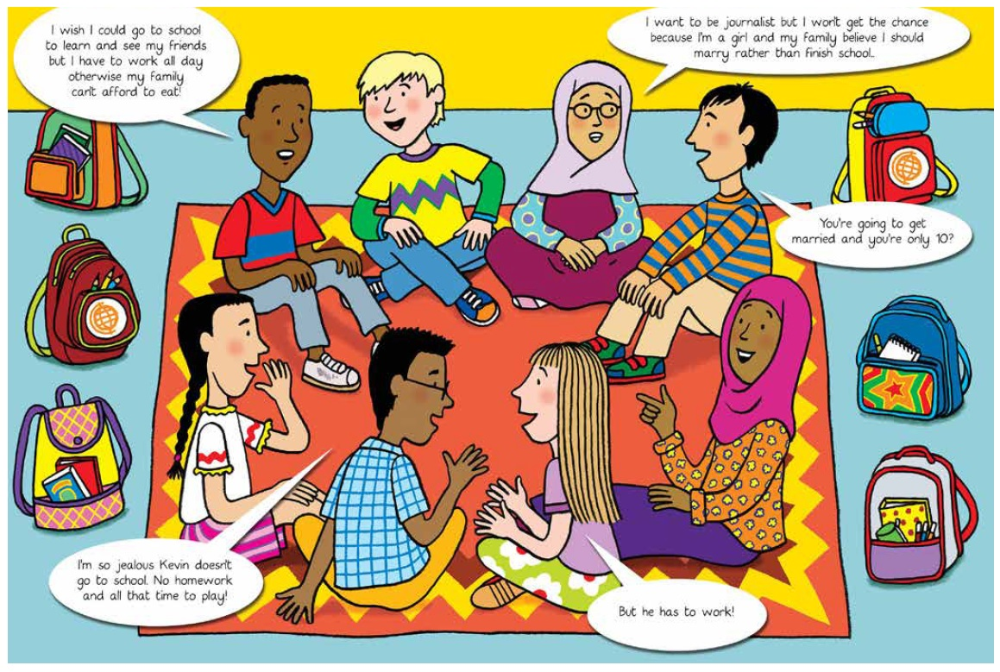 I wish I could go to school
to learn and see my friends
but I have to work all day
otherwise my family
can't afford to eat!
I want to be journalist but I won't get the chance
because I'm a girl and my family believe I should
marry rather than finish school..
You're going to get
married and you're only 10?
I'm so jealous Kevin doesn't
go to school. No homework
and all that time to play!
But he has to work!